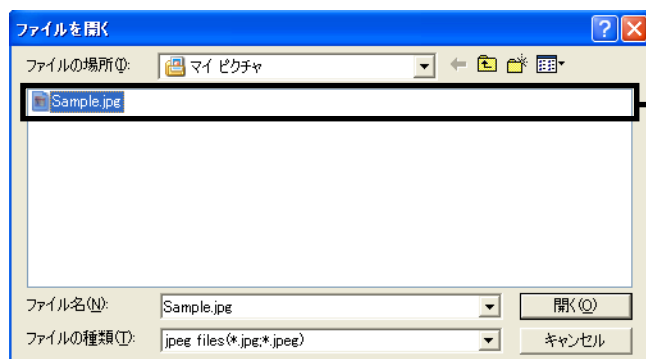 ファイルを開く
ファイルの場所(I): マイ ピクチャ
Sample.jpg
ファイル名(N): Sample.jpg 開く(O)
ファイルの種類(T): jpeg files(*.jpg;*.jpeg) キャンセル